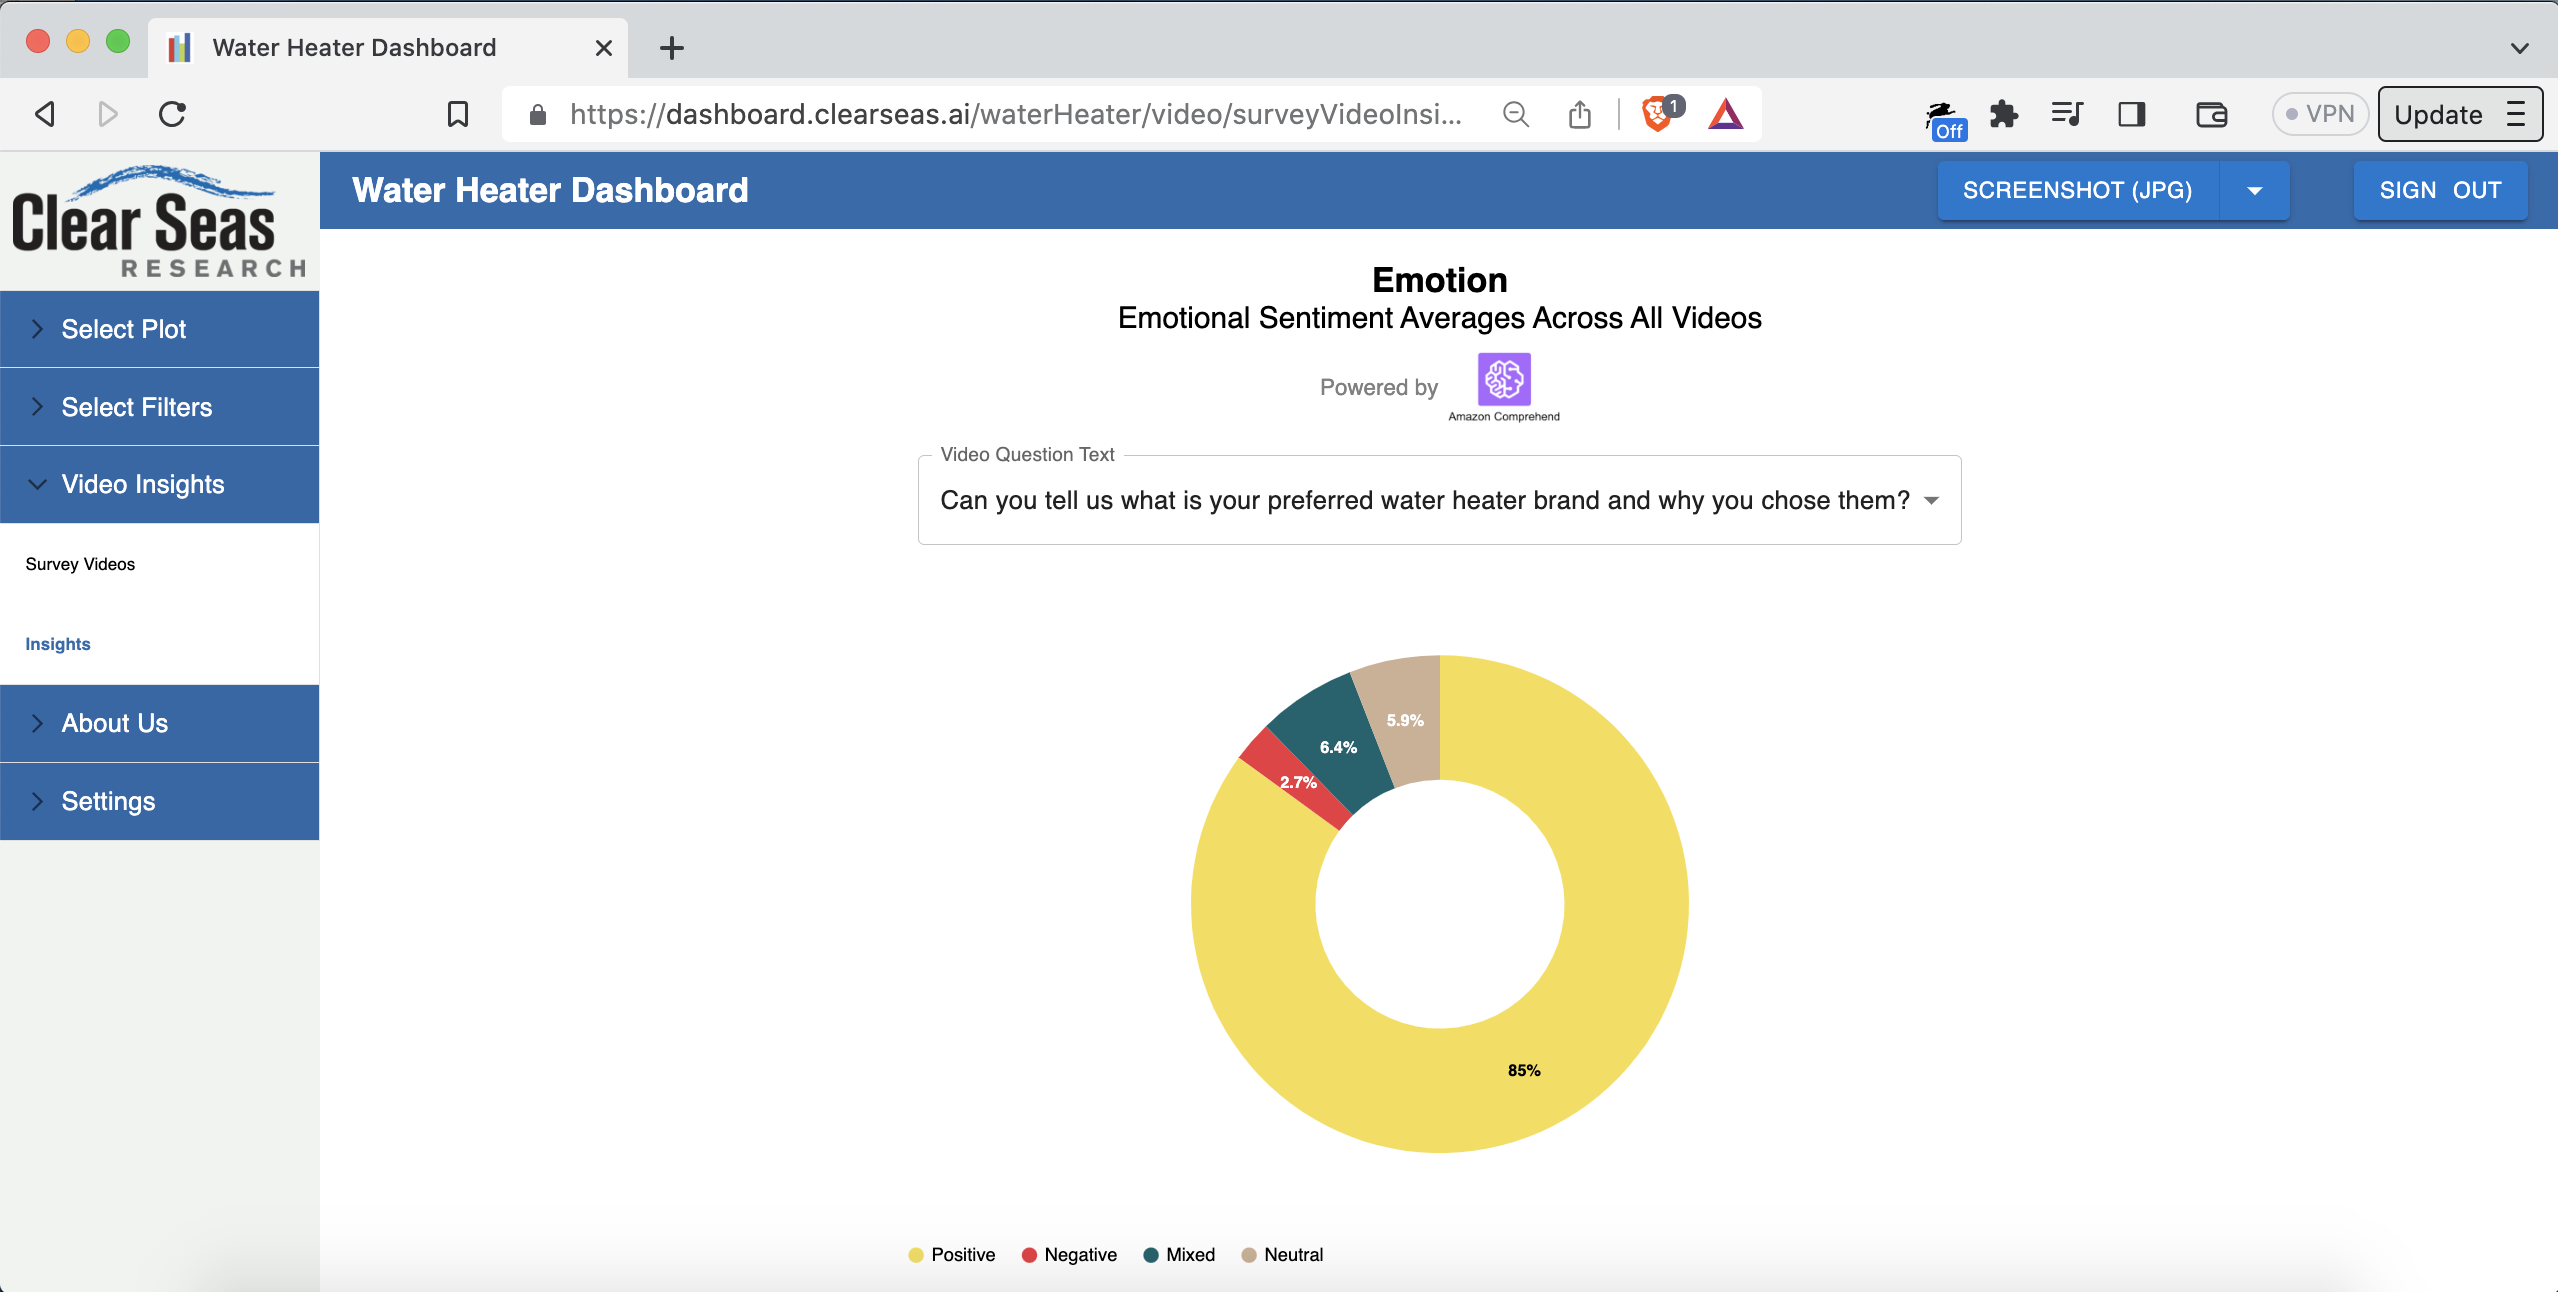 Water Heater Dashboard
https://dashboard.clearseas.ai/waterHeater/video/surveyVideoInsi...
1
Off
VPN
Update
Clear Seas
RESEARCH
Water Heater Dashboard
SCREENSHOT (JPG)
SIGN OUT
Select Plot
Select Filters
Video Insights
Survey Videos
Insights
About Us
Settings
Emotion
Emotional Sentiment Averages Across All Videos
Powered by
Amazon Comprehend
Video Question Text
Can you tell us what is your preferred water heater brand and why you chose them?
5.9%
6.4%
2.7%
85%
Positive Negative Mixed Neutral